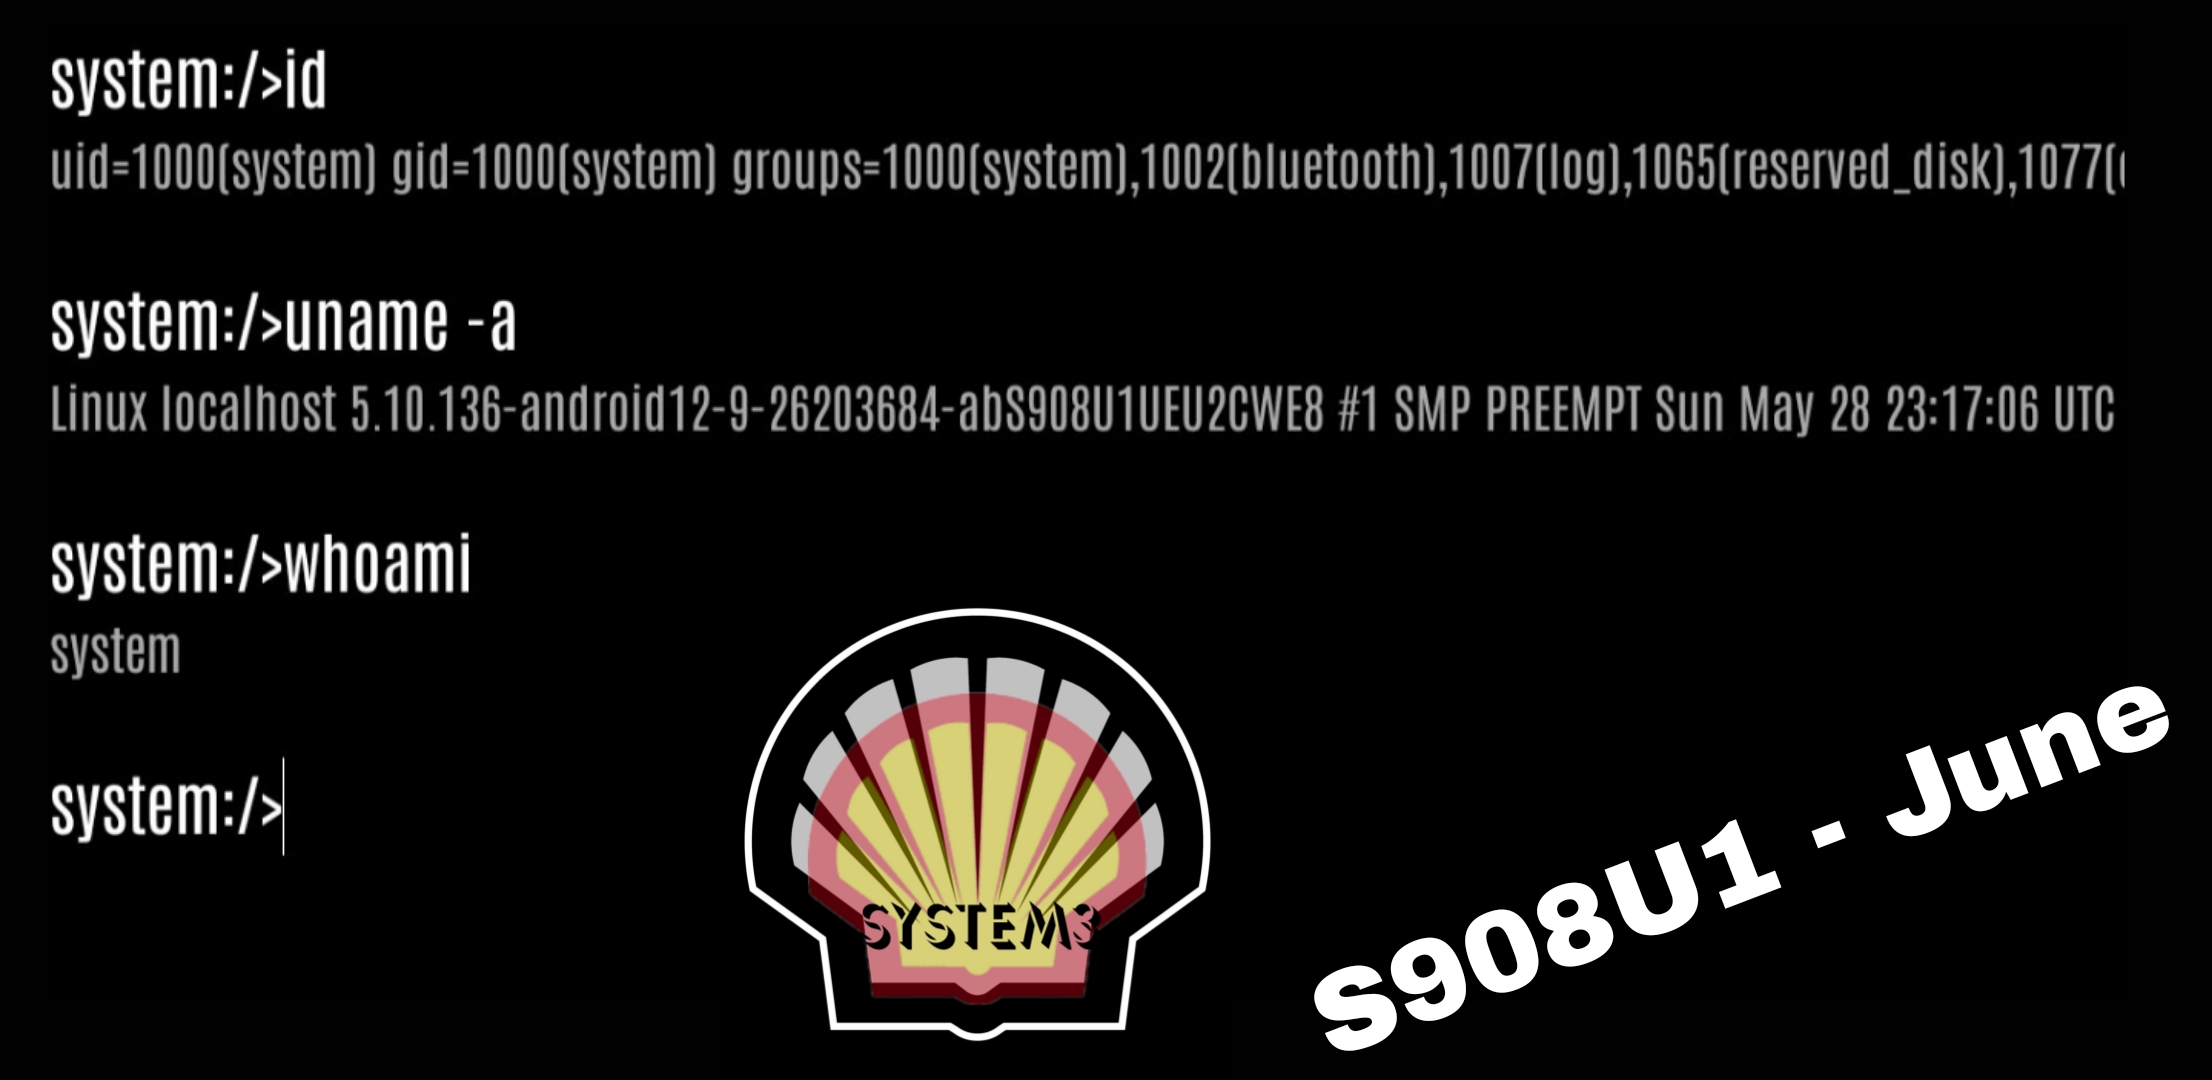 system:/>id
uid=1000(system) gid=1000(system) groups=1000(system),1002(bluetooth),1007(log),1065(reserved_disk),1077(
system:/>uname -a
Linux localhost 5.10.136-android12-9-26203684-abS908U1UEU2CWE8 #1 SMP PREEMPT Sun May 28 23:17:06 UTC
system:/>whoami
system
system:/>
SYSTEM3
S908U1 - June